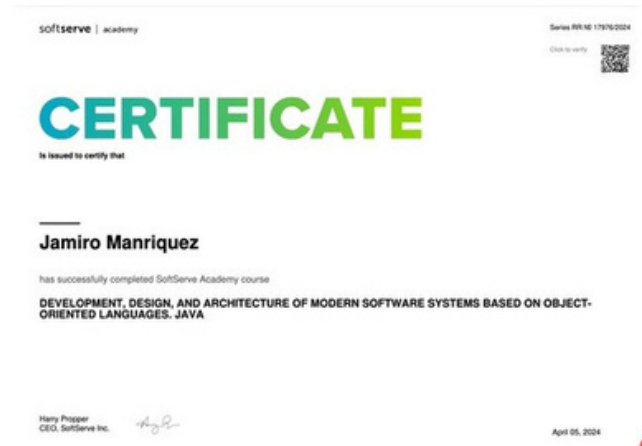 softserve | academy
Series RR № 17976/2024
Click to verify
CERTIFICATE
Is issued to certify that
Jamiro Manriquez
has successfully completed SoftServe Academy course
DEVELOPMENT, DESIGN, AND ARCHITECTURE OF MODERN SOFTWARE SYSTEMS BASED ON OBJECT-
ORIENTED LANGUAGES. JAVA
Harry Propper
CEO, SoftServe Inc.
April 05, 2024